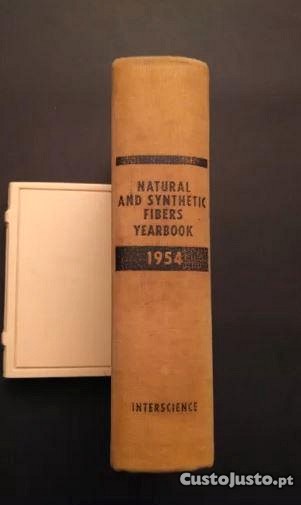 NATURAL
AND SYNTHETIC
FIBERS
YEARBOOK
1954
INTERSCIENCE
CustoJusto.pt